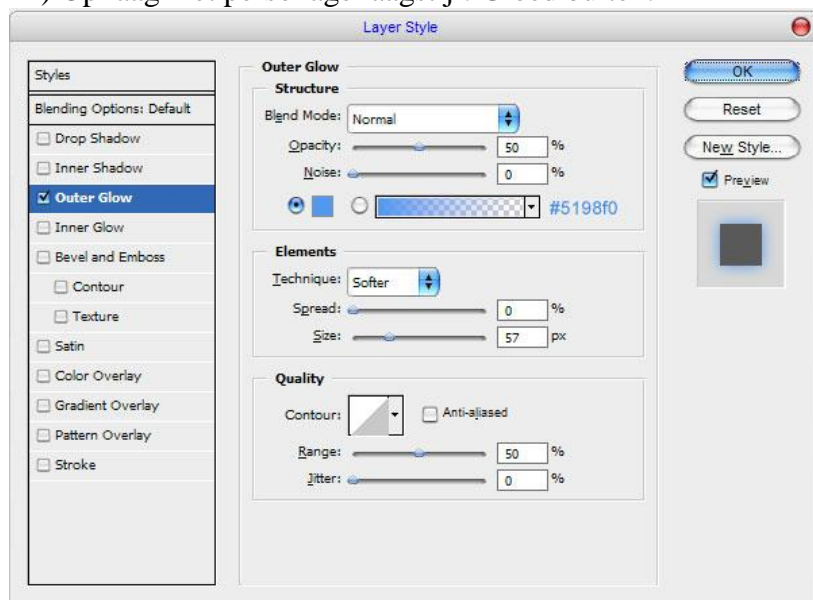 Layer Style
Styles
Blending Options: Default
Drop Shadow
Inner Shadow
Outer Glow
Inner Glow
Bevel and Emboss
Contour
Texture
Satin
Color Overlay
Gradient Overlay
Pattern Overlay
Stroke
Outer Glow
Structure
Blend Mode: Normal
Opacity: 50 %
Noise: 0 %
#5198f0
Elements
Technique: Softer
Spread: 0 %
Size: 57 px
Quality
Contour: Anti-aliased
Range: 50 %
Jitter: 0 %
OK
Reset
New Style...
Preview